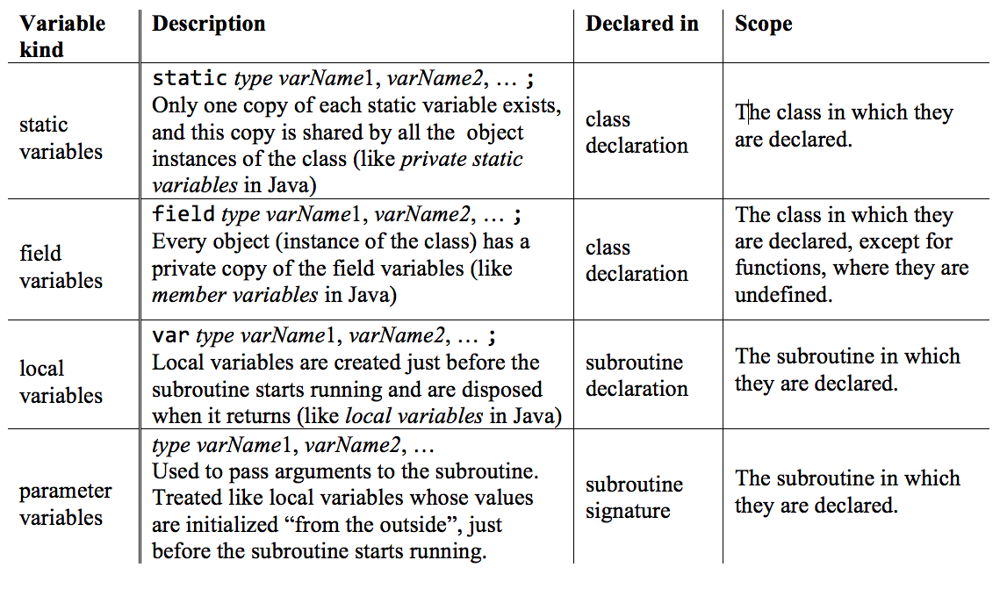 Variable kind
Description
Declared in
Scope
static variables
static type varName1, varName2, … ;
Only one copy of each static variable exists,
and this copy is shared by all the  object
instances of the class (like private static
variables in Java)
class
declaration
The class in which they
are declared.
field
variables
field type varName1, varName2, … ;
Every object (instance of the class) has a
private copy of the field variables (like
member variables in Java)
class
declaration
The class in which they
are declared, except for
functions, where they are
undefined.
local
variables
var type varName1, varName2, … ;
Local variables are created just before the
subroutine starts running and are disposed
when it returns (like local variables in Java)
subroutine
declaration
The subroutine in which
they are declared.
parameter
variables
type varName1, varName2, …
Used to pass arguments to the subroutine.
Treated like local variables whose values
are initialized “from the outside”, just
before the subroutine starts running.
subroutine
signature
The subroutine in which
they are declared.